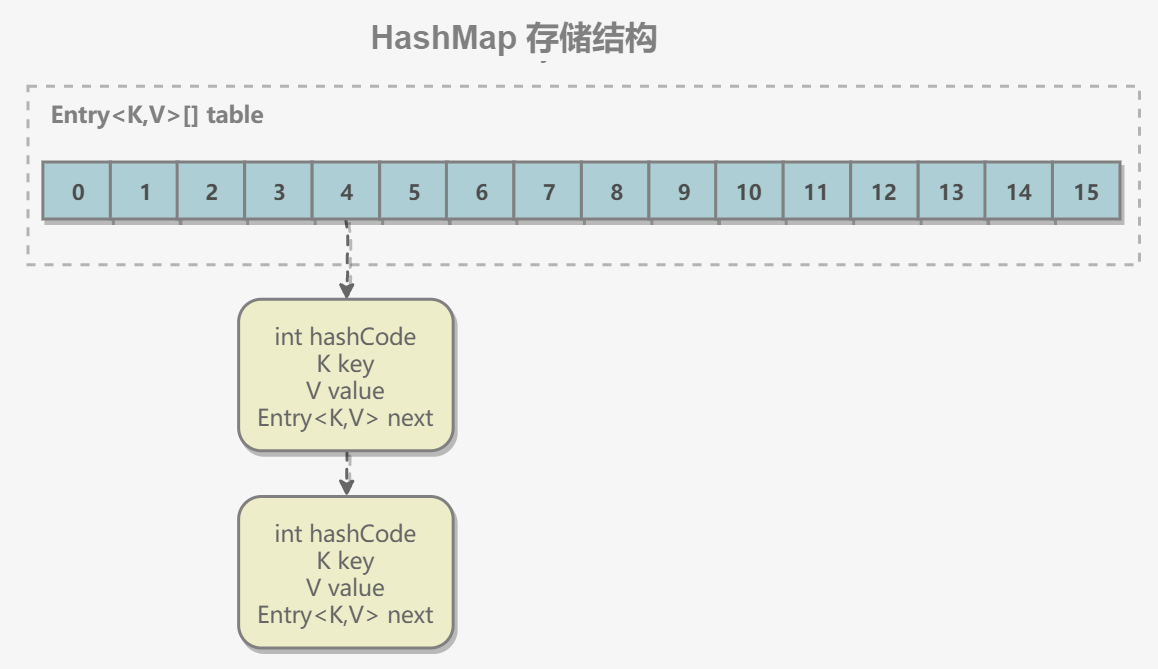 HashMap 存储结构
Entry<K,V>[] table
0 1 2 3 4 5 6 7 8 9 10 11 12 13 14 15
int hashCode
K key
V value
Entry<K,V> next
int hashCode
K key
V value
Entry<K,V> next